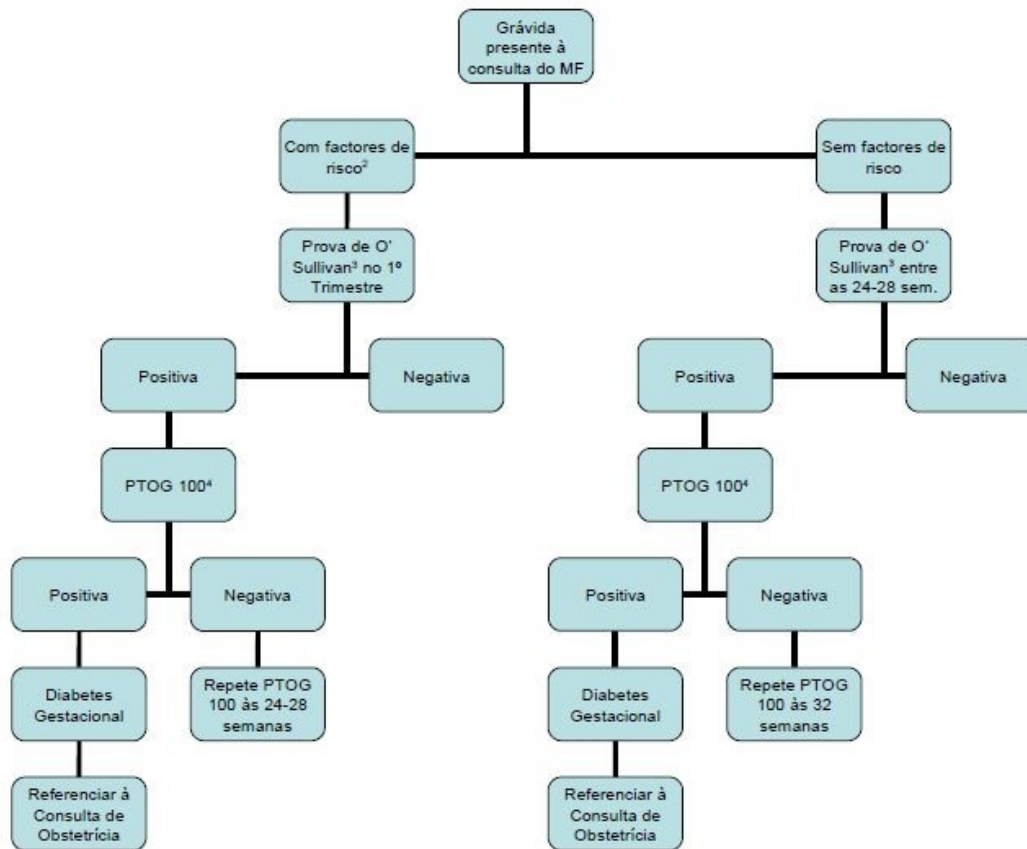 Grávida
presente à
consulta do MF
Com factores de
risco²
Sem factores de
risco
Prova de O'
Sullivan³ no 1º
Trimestre
Prova de O'
Sullivan³ entre
as 24-28 sem.
Positiva
Negativa
Positiva
Negativa
PTOG 100⁴
PTOG 100⁴
Positiva
Negativa
Positiva
Negativa
Diabetes
Gestacional
Repete PTOG
100 às 24-28
semanas
Diabetes
Gestacional
Repete PTOG
100 às 32
semanas
Referenciar à
Consulta de
Obstetrícia
Referenciar à
Consulta de
Obstetrícia